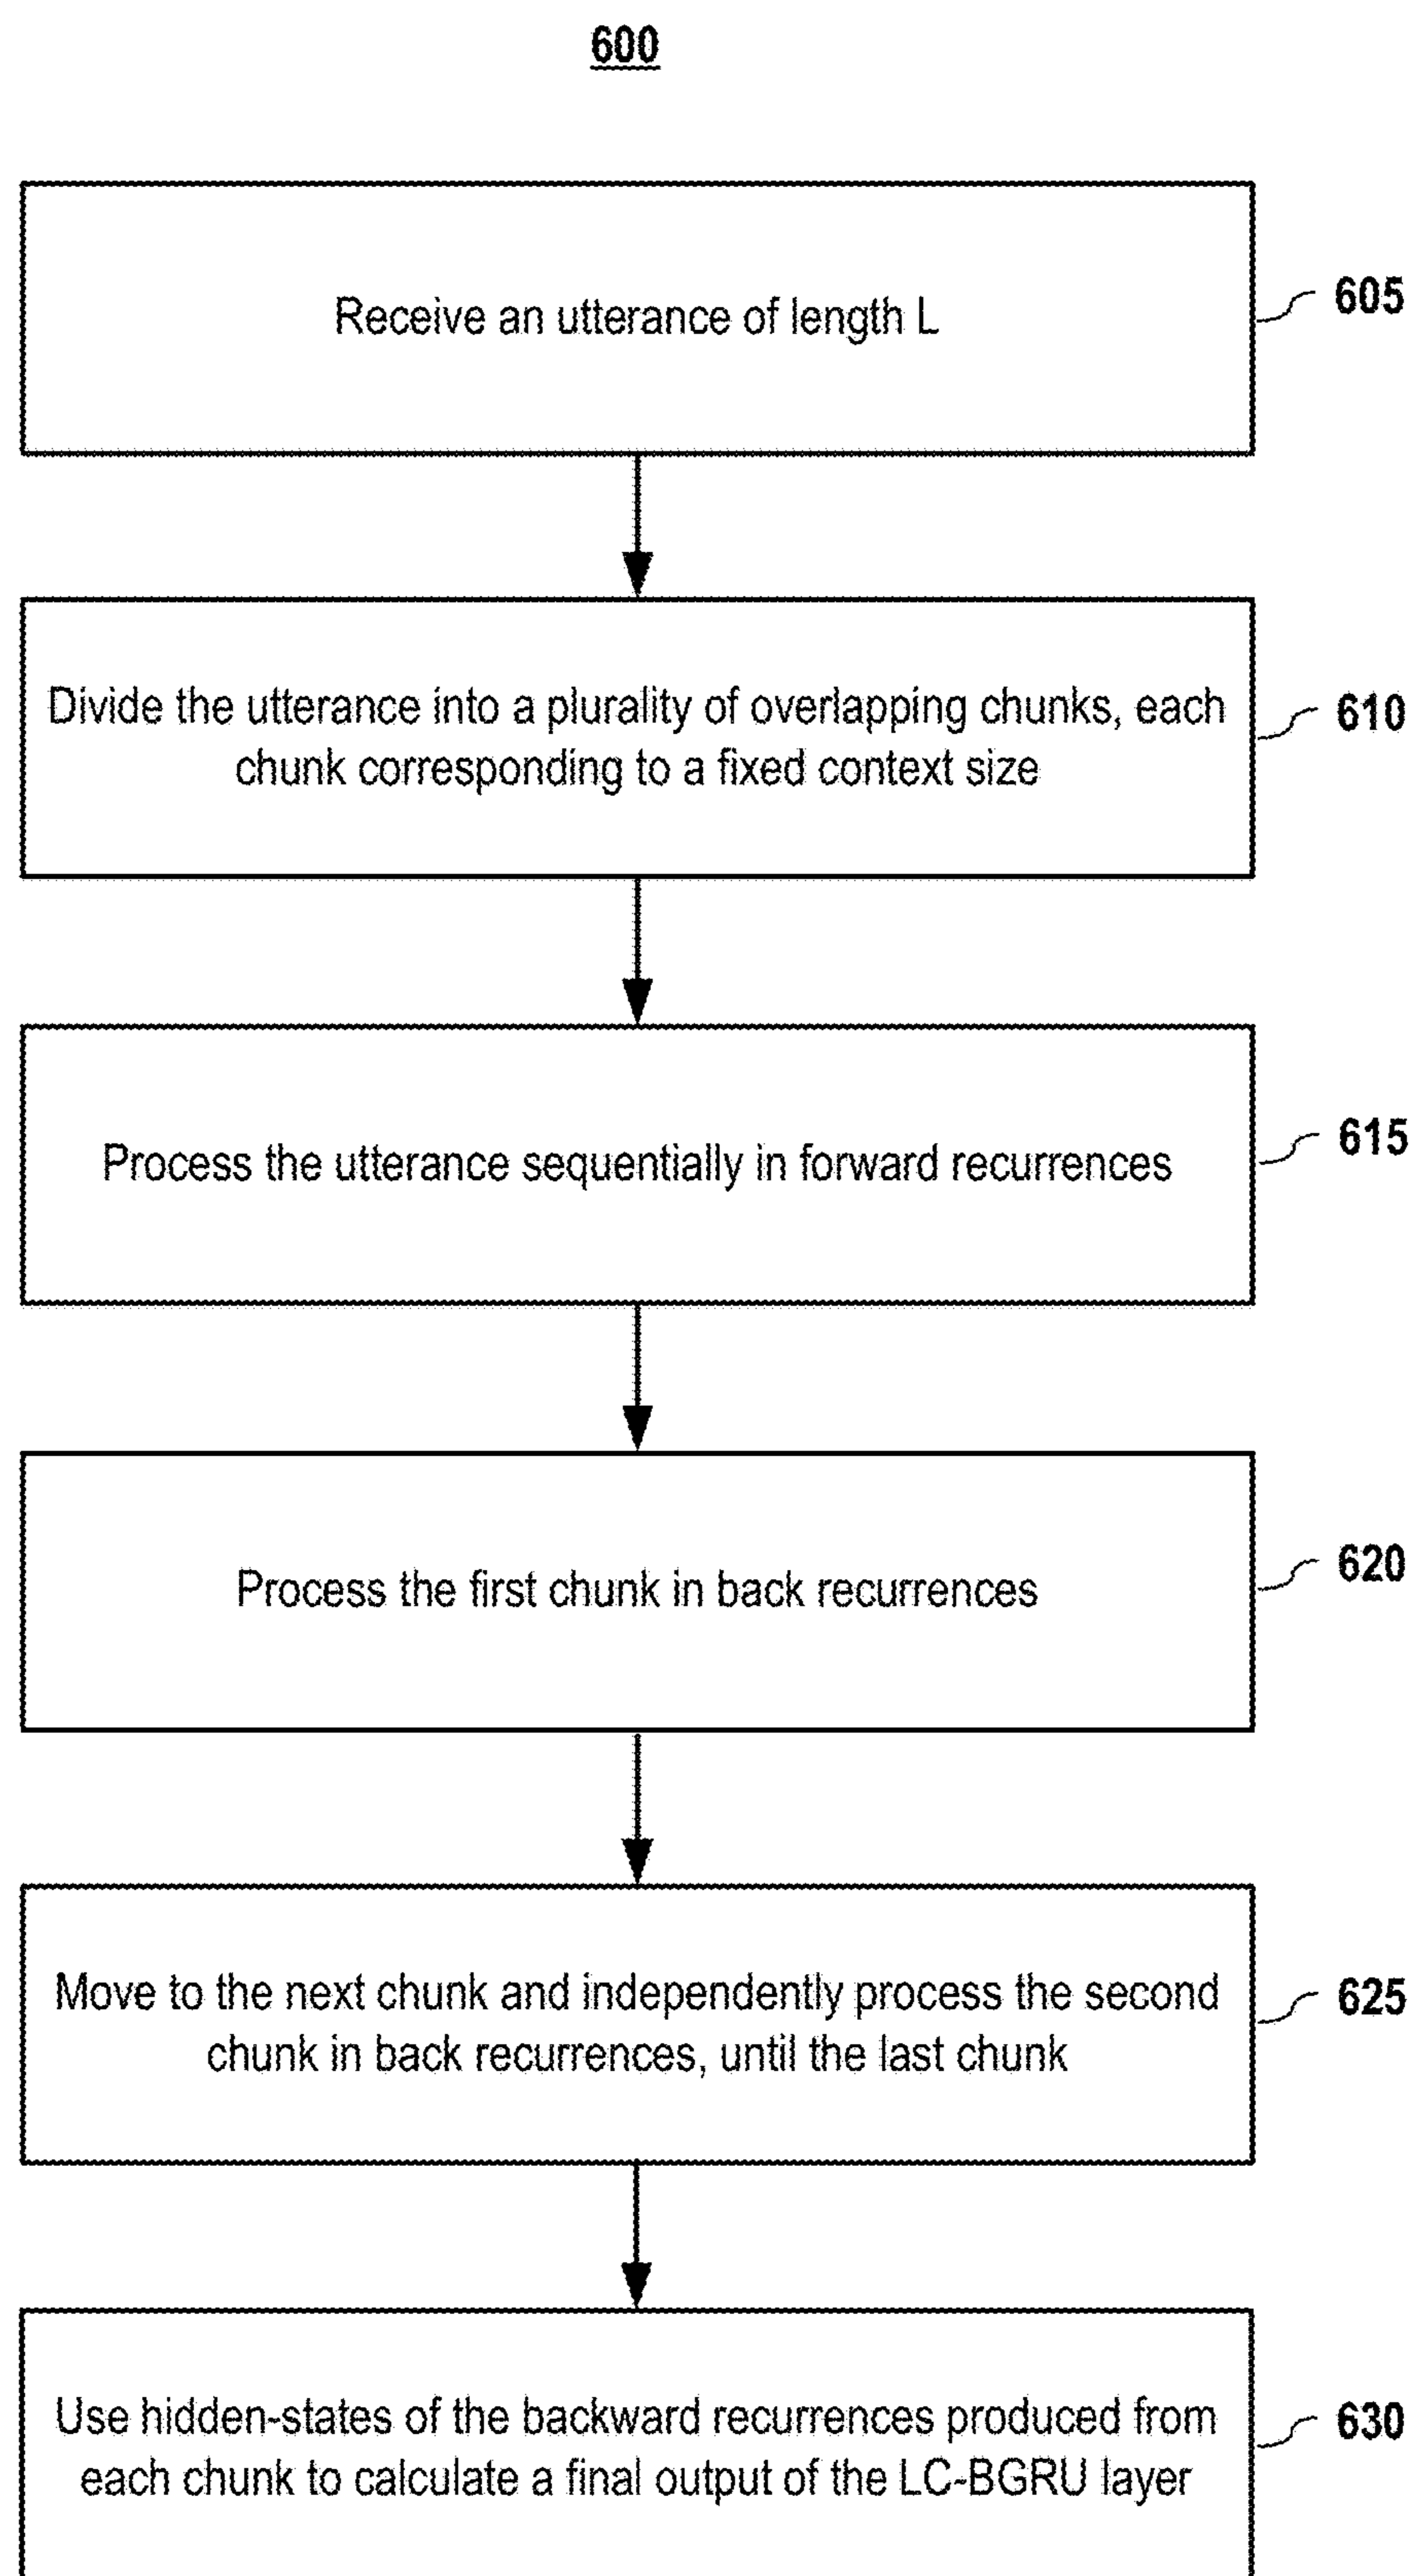 600
Receive an utterance of length L
605
Divide the utterance into a plurality of overlapping chunks, each
chunk corresponding to a fixed context size
610
Process the utterance sequentially in forward recurrences
615
Process the first chunk in back recurrences
620
Move to the next chunk and independently process the second
chunk in back recurrences, until the last chunk
625
Use hidden-states of the backward recurrences produced from
each chunk to calculate a final output of the LC-BGRU layer
630